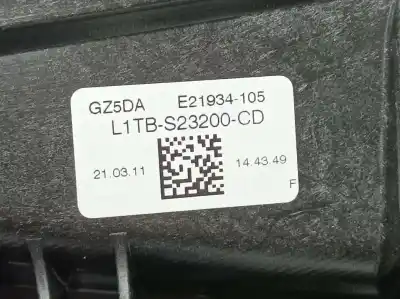 GZ5DA E21934-105
L1TB-S23200-CD
21.03.11 14.43.49
F